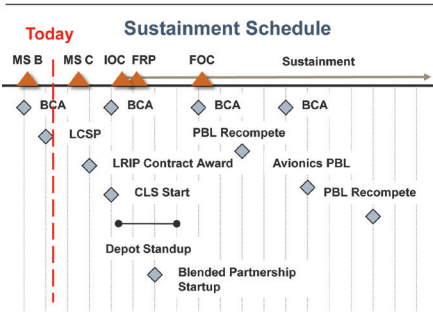 Sustainment Schedule
Today
MS B MS C IOC FRP FOC Sustainment
BCA BCA BCA BCA
LCSP PBL Recompete
LRIP Contract Award Avionics PBL
CLS Start PBL Recompete
Depot Standup
Blended Partnership
Startup